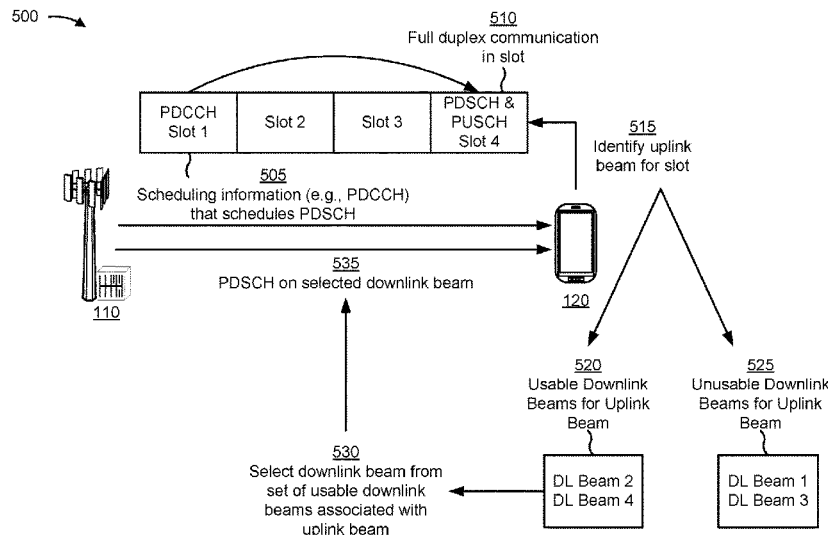 500
510
Full duplex communication
in slot
PDCCH
Slot 1
Slot 2
Slot 3
PDSCH &
PUSCH
Slot 4
515
Identify uplink
beam for slot
505
Scheduling information (e.g., PDCCH)
that schedules PDSCH
535
PDSCH on selected downlink beam
110
120
520
Usable Downlink
Beams for Uplink
Beam
525
Unusable Downlink
Beams for Uplink
Beam
530
Select downlink beam from
set of usable downlink
beams associated with
uplink beam
DL Beam 2
DL Beam 4
DL Beam 1
DL Beam 3